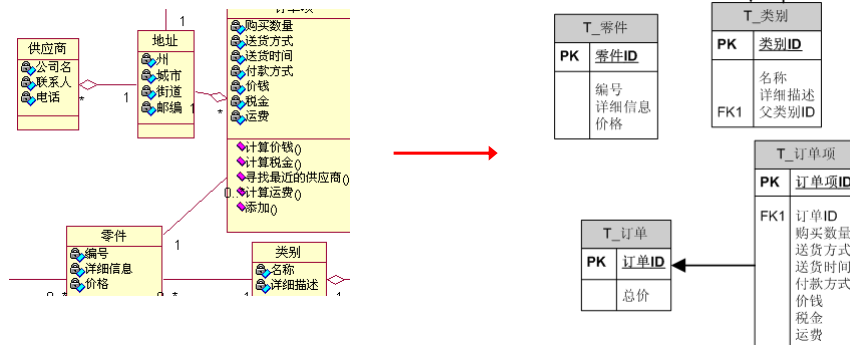 1
供应商
公司名
联系人
电话
*
1
地址
州
城市
街道
邮编
1
*
购买数量
送货方式
送货时间
付款方式
价钱
税金
运费
计算价钱()
计算税金()
寻找最近的供应商()
计算运费()
添加()
1
零件
编号
详细信息
价格
类别
名称
详细描述
T_零件
PK 零件ID
编号
详细信息
价格
T_类别
PK 类别ID
名称
详细描述
FK1 父类别ID
T_订单
PK 订单ID
总价
T_订单项
PK 订单项ID
FK1 订单ID
购买数量
送货方式
送货时间
付款方式
价钱
税金
运费